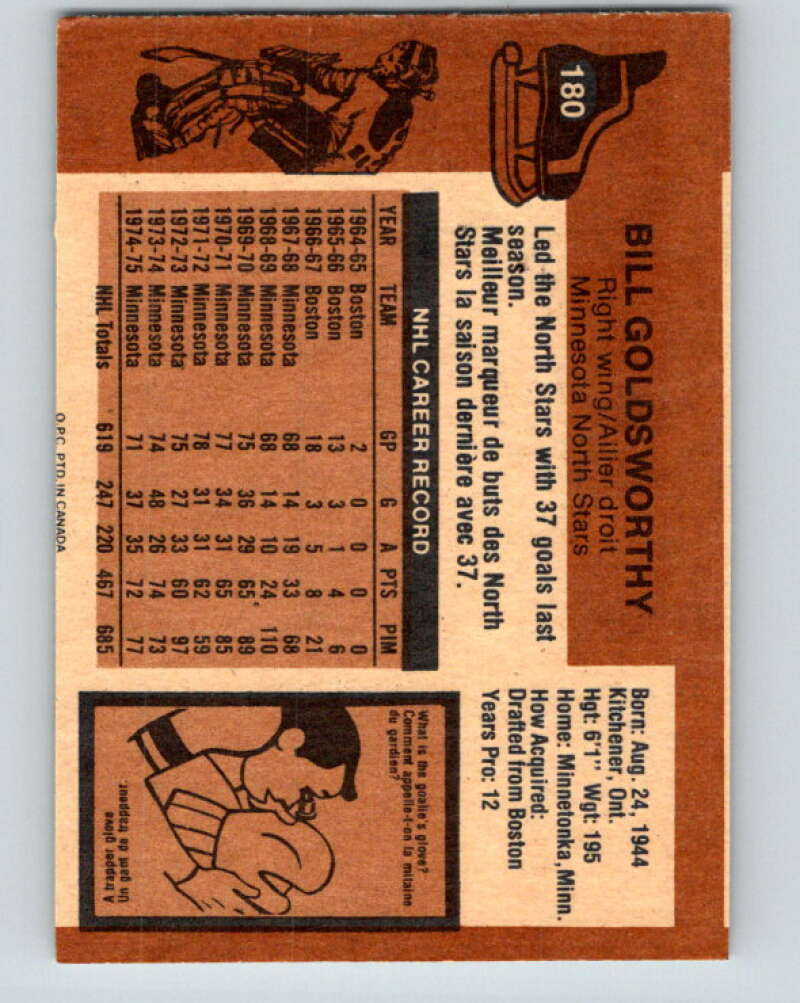 180
BILL GOLDSWORTHY
Right wing/Ailier droit
Minnesota North Stars
Born: Aug. 24, 1944
Kitchener, Ont.
Hgt: 6'1" Wgt: 195
Home: Minnetonka, Minn.
How Acquired:
Drafted from Boston
Years Pro: 12
Led the North Stars with 37 goals last
season.
Meilleur marqueur de buts des North
Stars la saison dernière avec 37.
NHL CAREER RECORD
YEAR TEAM GP G A PTS PIM
1964-65 Boston 2 0 0 0 0
1965-66 Boston 13 3 1 4 6
1966-67 Boston 18 3 5 8 21
1967-68 Minnesota 68 14 19 33 68
1968-69 Minnesota 68 14 10 24 110
1969-70 Minnesota 75 36 29 65 89
1970-71 Minnesota 77 34 31 65 85
1971-72 Minnesota 78 31 31 62 59
1972-73 Minnesota 75 27 33 60 97
1973-74 Minnesota 74 48 26 74 73
1974-75 Minnesota 71 37 35 72 77
NHL Totals 619 247 220 467 685
What is the goalie's glove?
Comment appelle-t-on la mitaine
du gardien?
A trapper glove
Un gant de trappeur.
O.P.C. PTD. IN CANADA